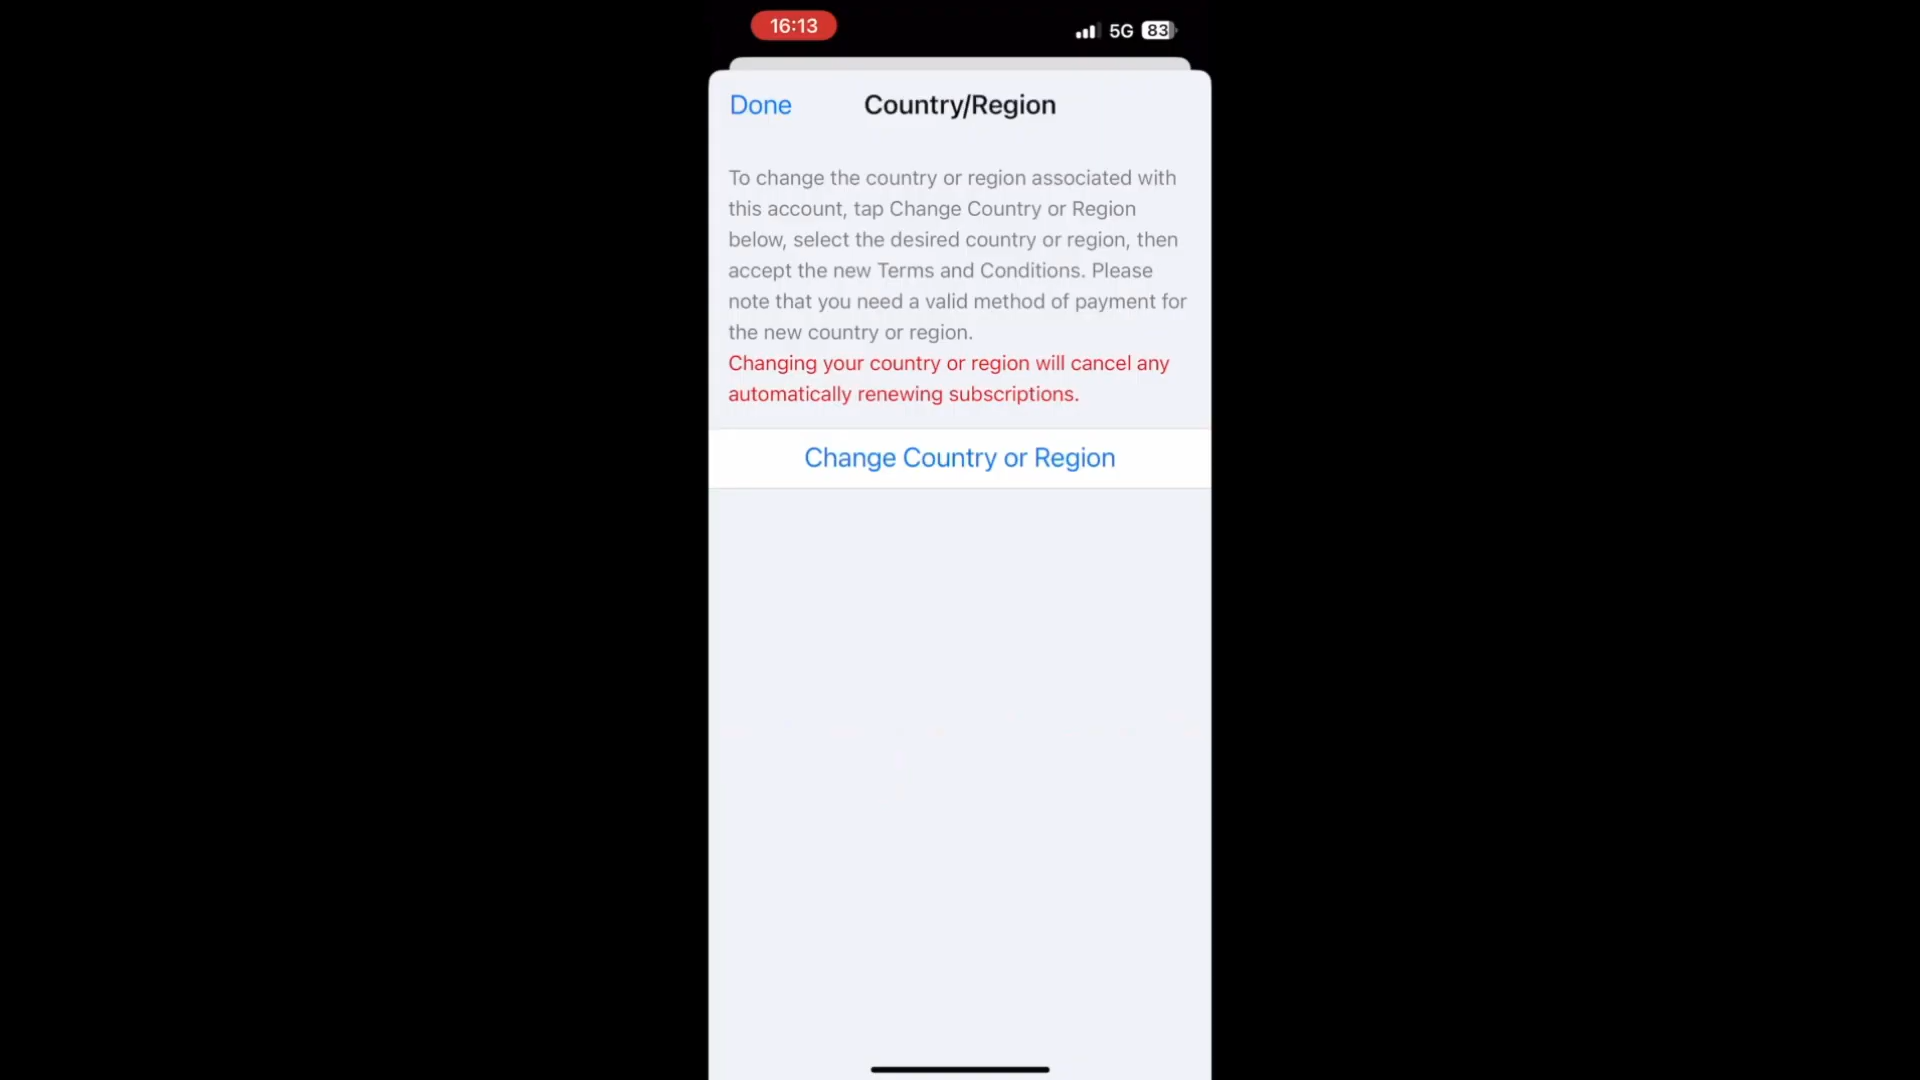 16:13
5G 83
Done
Country/Region
To change the country or region associated with
this account, tap Change Country or Region
below, select the desired country or region, then
accept the new Terms and Conditions. Please
note that you need a valid method of payment for
the new country or region.
Changing your country or region will cancel any
automatically renewing subscriptions.
Change Country or Region